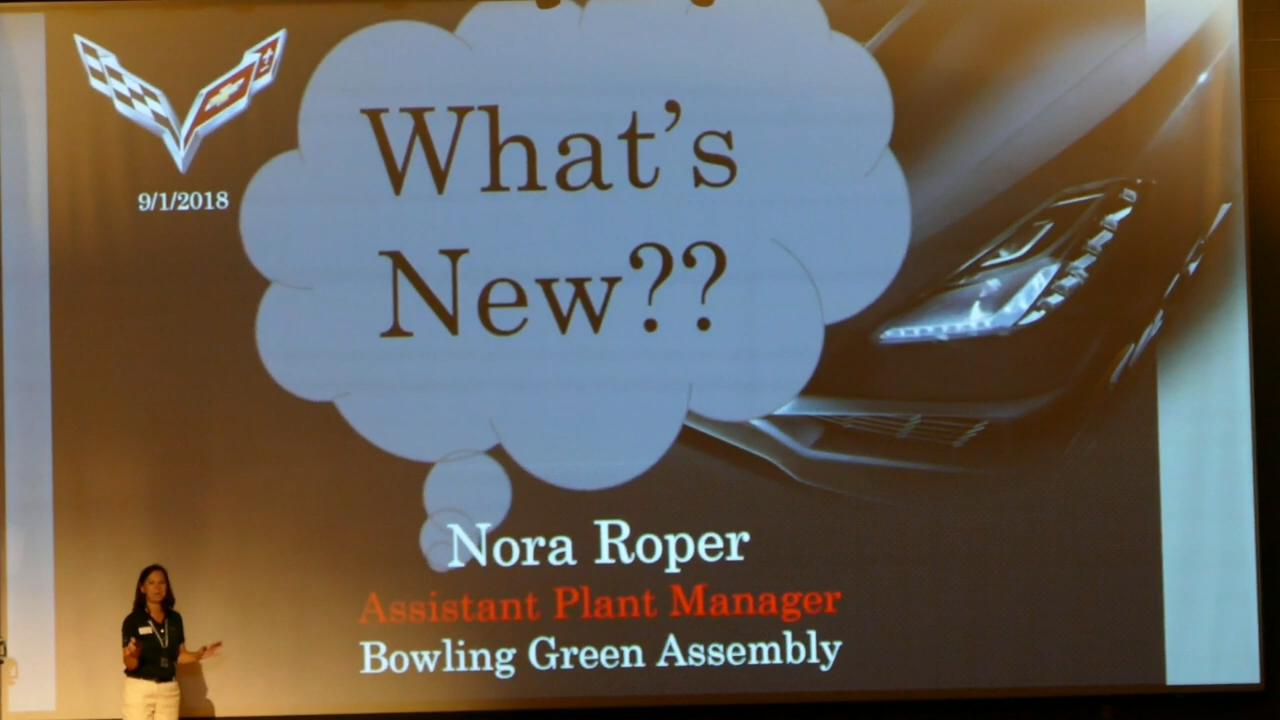 9/1/2018
What's
New??
Nora Roper
Assistant Plant Manager
Bowling Green Assembly